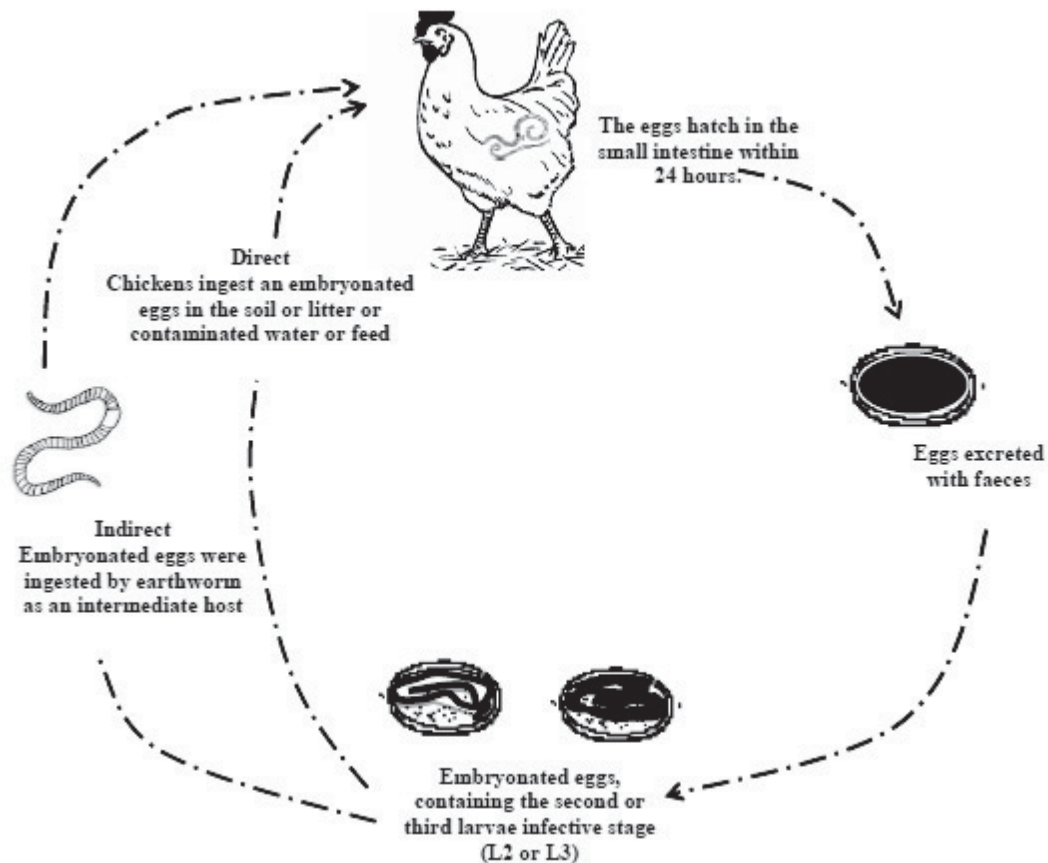 The eggs hatch in the
small intestine within
24 hours.
Direct
Chickens ingest an embryonated
eggs in the soil or litter or
contaminated water or feed
Eggs excreted
with faeces
Indirect
Embryonated eggs were
ingested by earthworm
as an intermediate host
Embryonated eggs,
containing the second or
third larvae infective stage
(L2 or L3)